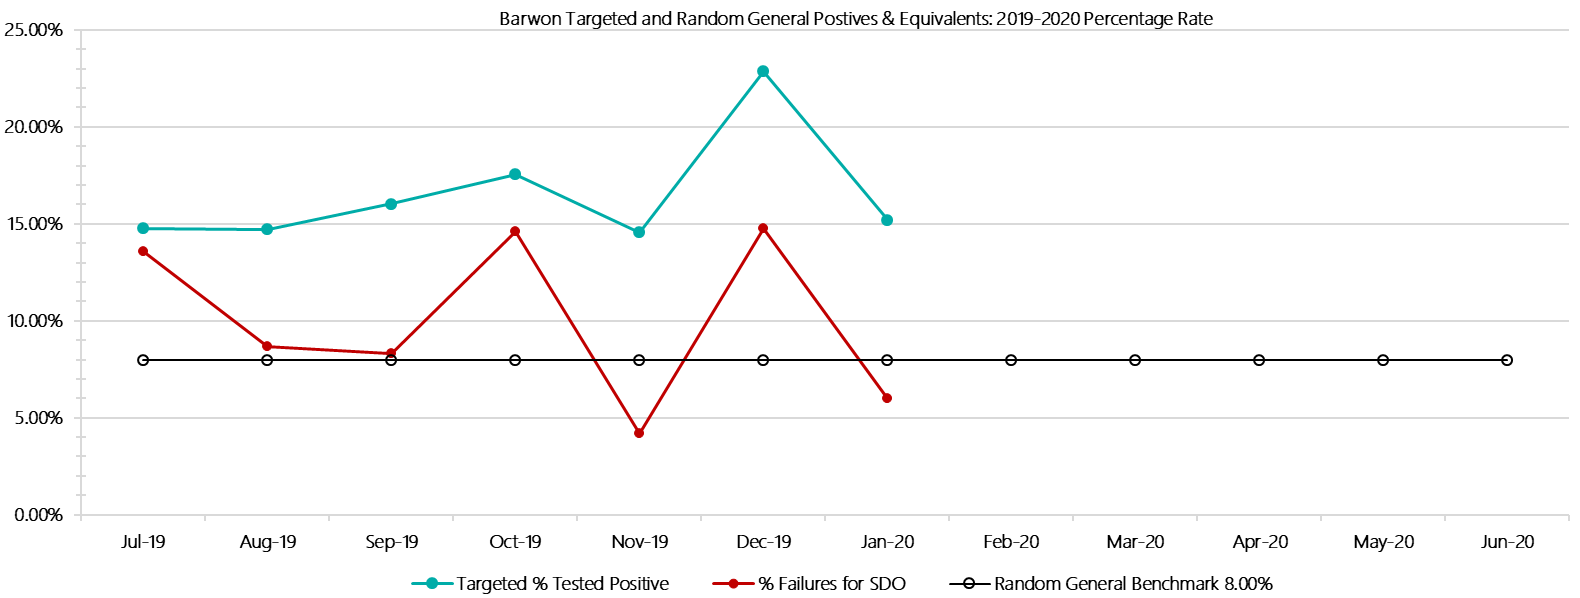 Barwon Targeted and Random General Postives & Equivalents: 2019-2020 Percentage Rate
25.00%
20.00%
15.00%
10.00%
5.00%
0.00%
Jul-19 Aug-19 Sep-19 Oct-19 Nov-19 Dec-19 Jan-20 Feb-20 Mar-20 Apr-20 May-20 Jun-20
Targeted % Tested Positive % Failures for SDO Random General Benchmark 8.00%